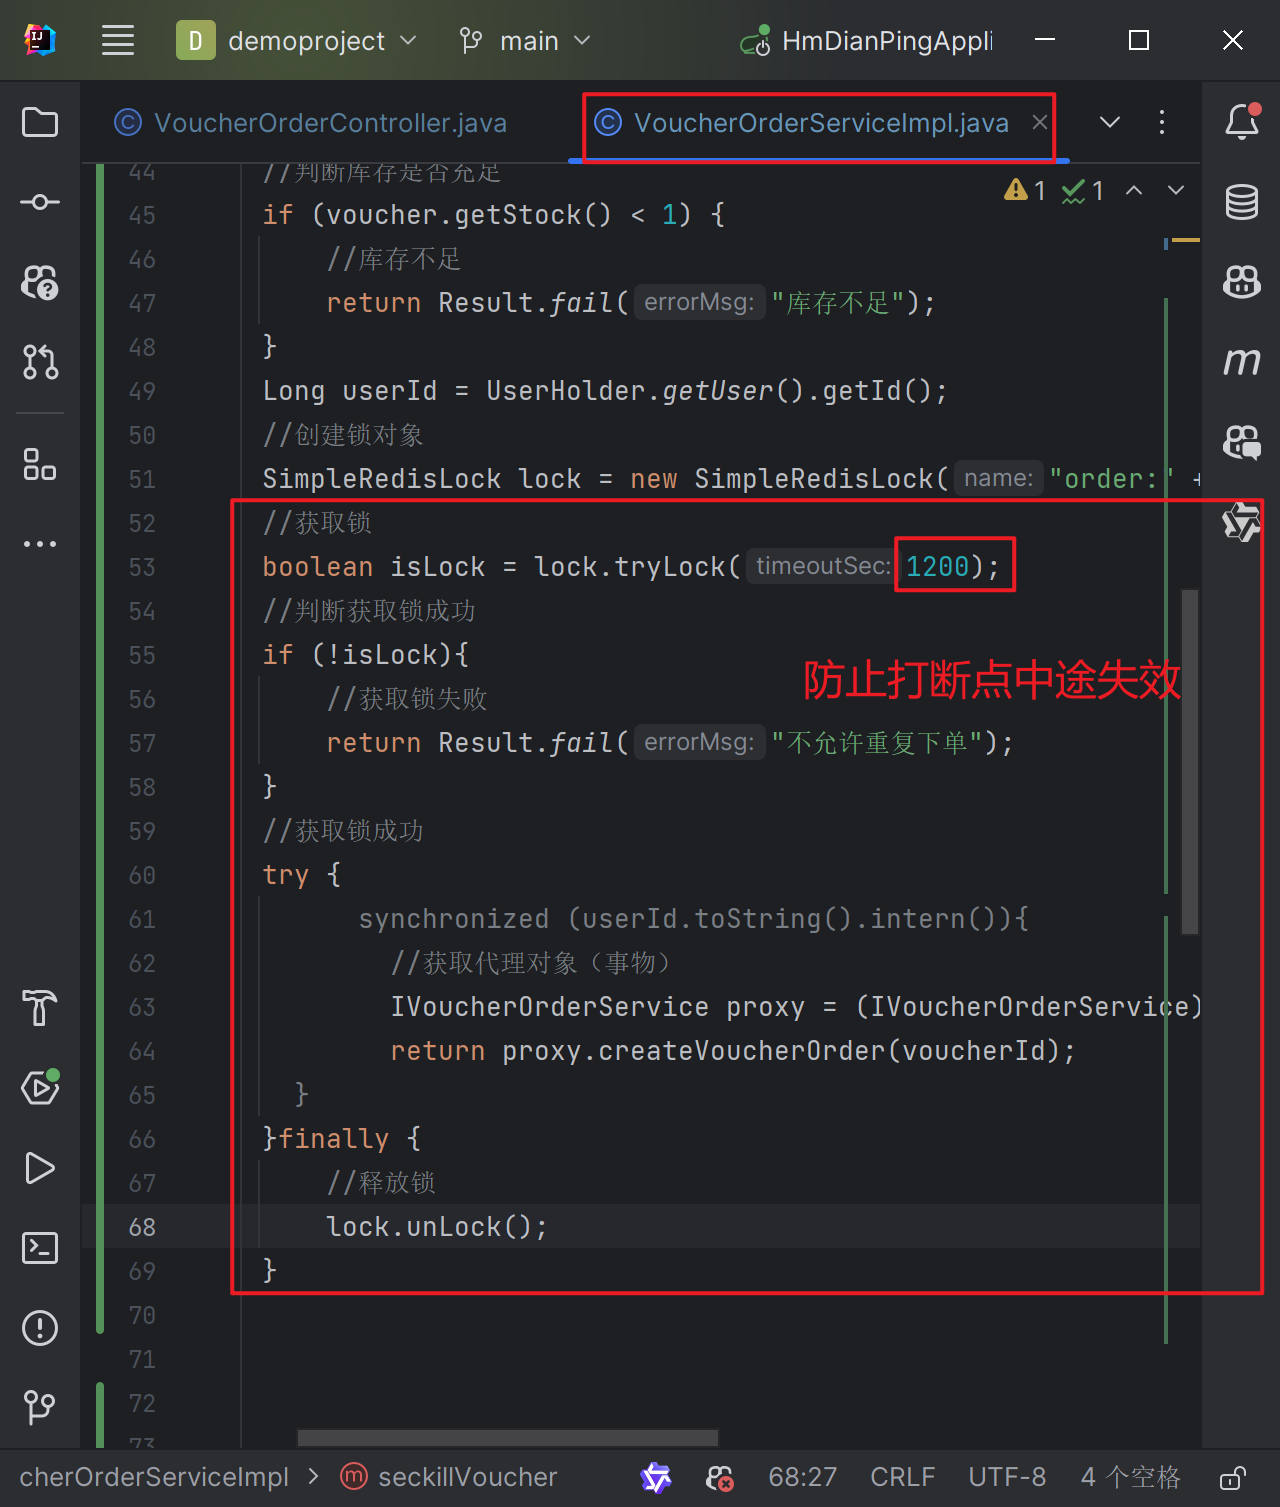 D demoproject main HmDianPingAppli
VoucherOrderController.java VoucherOrderServiceImpl.java
44 //判断库存是否充足
1 1
45 if (voucher.getStock() < 1) {
46 //库存不足
47 return Result.fail( errorMsg: "库存不足");
48 }
49 Long userId = UserHolder.getUser().getId();
50 //创建锁对象
51 SimpleRedisLock lock = new SimpleRedisLock( name: "order:" +
52 //获取锁
53 boolean isLock = lock.tryLock( timeoutSec: 1200);
54 //判断获取锁成功
55 if (!isLock){
防止打断点中途失效
56 //获取锁失败
57 return Result.fail( errorMsg: "不允许重复下单");
58 }
59 //获取锁成功
60 try {
61 synchronized (userId.toString().intern()){
62 //获取代理对象（事物）
63 IVoucherOrderService proxy = (IVoucherOrderService)
64 return proxy.createVoucherOrder(voucherId);
65 }
66 }finally {
67 //释放锁
68 lock.unLock();
69 }
70
71
72
73
cherOrderServiceImpl > m seckillVoucher 68:27 CRLF UTF-8 4 个空格